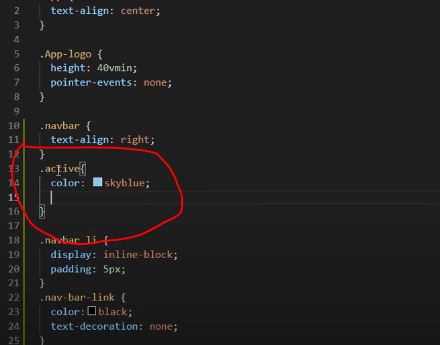 2 text-align: center;
3 }
4
5 .App-logo {
6 height: 40vmin;
7 pointer-events: none;
8 }
9
10 .navbar {
11 text-align: right;
12 }
13 .active{
14 color: skyblue;
15
16 }
17
18 .navbar li {
19 display: inline-block;
20 padding: 5px;
21 }
22 .nav-bar-link {
23 color: black;
24 text-decoration: none;
25 }